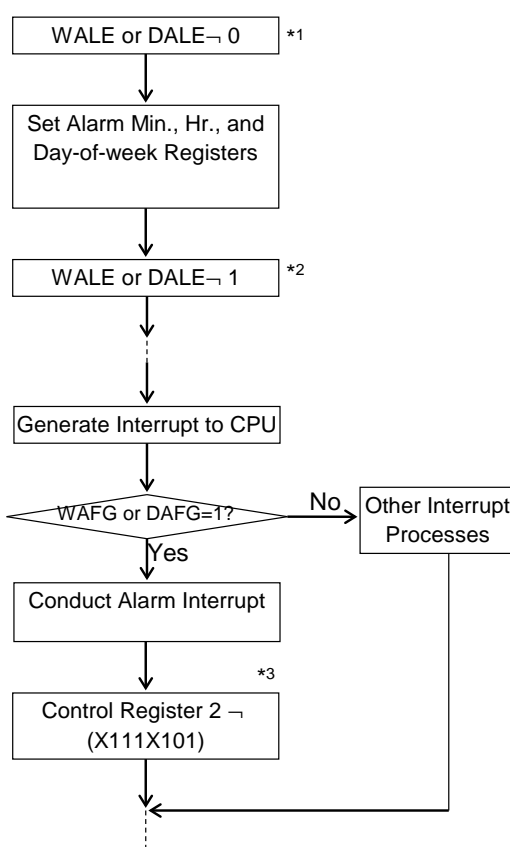 WALE or DALE¬ 0
*1
Set Alarm Min., Hr., and
Day-of-week Registers
WALE or DALE¬ 1
*2
Generate Interrupt to CPU
WAFG or DAFG=1?
No
Other Interrupt
Processes
Yes
Conduct Alarm Interrupt
*3
Control Register 2 ¬
(X111X101)